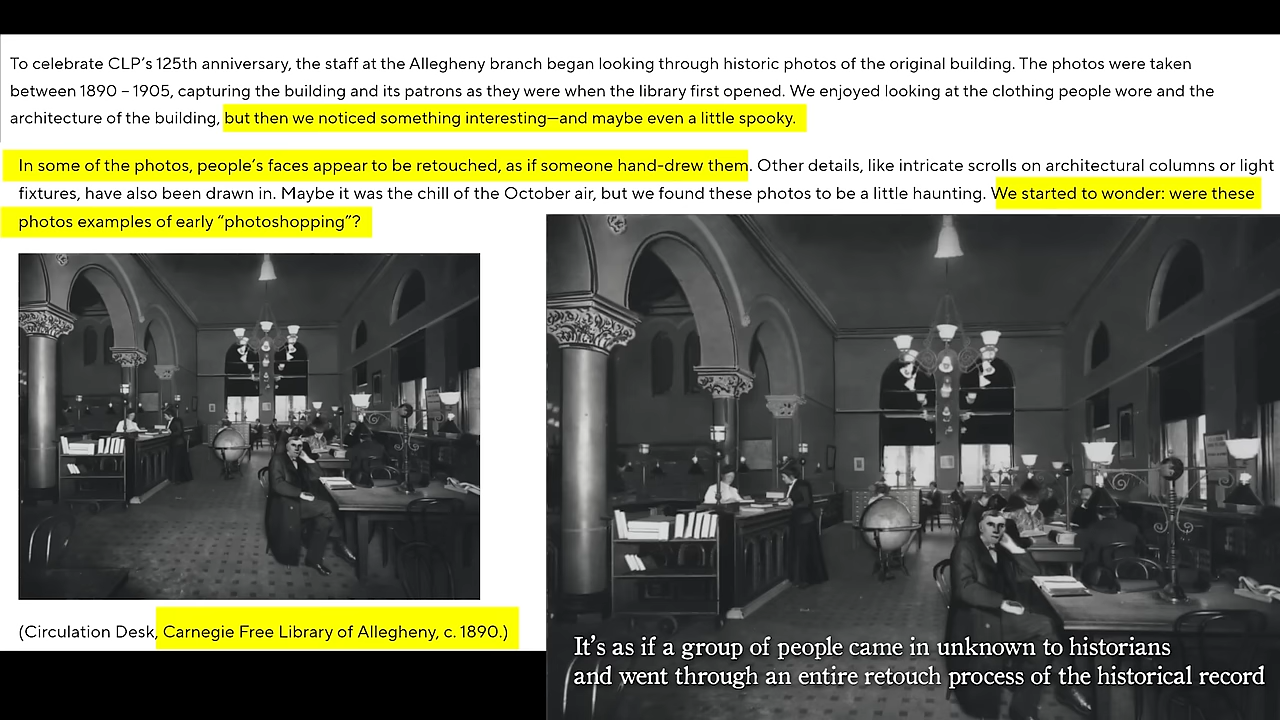 To celebrate CLP's 125th anniversary, the staff at the Allegheny branch began looking through historic photos of the original building. The photos were taken
between 1890 – 1905, capturing the building and its patrons as they were when the library first opened. We enjoyed looking at the clothing people wore and the
architecture of the building, but then we noticed something interesting—and maybe even a little spooky.
In some of the photos, people's faces appear to be retouched, as if someone hand-drew them. Other details, like intricate scrolls on architectural columns or light
fixtures, have also been drawn in. Maybe it was the chill of the October air, but we found these photos to be a little haunting. We started to wonder: were these
photos examples of early “photoshopping”?
(Circulation Desk, Carnegie Free Library of Allegheny, c. 1890.)
It's as if a group of people came in unknown to historians
and went through an entire retouch process of the historical record